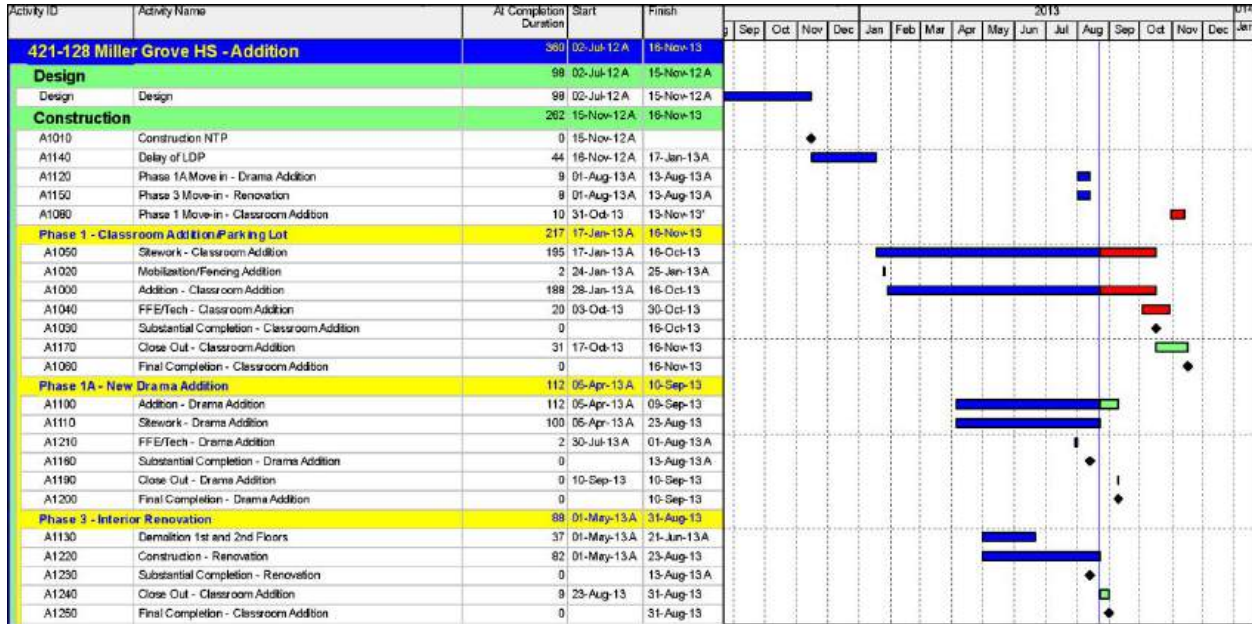 Activity ID Activity Name At Completion Duration Start Finish 2013
Sep Oct Nov Dec Jan Feb Mar Apr May Jun Jul Aug Sep Oct Nov Dec Jan
421-128 Miller Grove HS - Addition 360 02-Jul-12 A 16-Nov-13
Design 98 02-Jul-12 A 15-Nov-12 A
Design Design 98 02-Jul-12 A 15-Nov-12 A
Construction 262 15-Nov-12 A 16-Nov-13
A1010 Construction NTP 0 15-Nov-12 A
A1140 Delay of LDP 44 16-Nov-12 A 17-Jan-13 A
A1120 Phase 1A Move in - Drama Addition 9 01-Aug-13 A 13-Aug-13 A
A1150 Phase 3 Move-in - Renovation 8 01-Aug-13 A 13-Aug-13 A
A1080 Phase 1 Move-in - Classroom Addition 10 31-Oct-13 13-Nov-13*
Phase 1 - Classroom Addition/Parking Lot 217 17-Jan-13 A 16-Nov-13
A1050 Sitework - Classroom Addition 195 17-Jan-13 A 16-Oct-13
A1020 Mobilization/Fencing Addition 2 24-Jan-13 A 25-Jan-13 A
A1000 Addition - Classroom Addition 188 28-Jan-13 A 16-Oct-13
A1040 FFE/Tech - Classroom Addition 20 03-Oct-13 30-Oct-13
A1030 Substantial Completion - Classroom Addition 0 16-Oct-13
A1170 Close Out - Classroom Addition 31 17-Oct-13 16-Nov-13
A1060 Final Completion - Classroom Addition 0 16-Nov-13
Phase 1A - New Drama Addition 112 05-Apr-13 A 10-Sep-13
A1100 Addition - Drama Addition 112 05-Apr-13 A 09-Sep-13
A1110 Sitework - Drama Addition 100 05-Apr-13 A 23-Aug-13
A1210 FFE/Tech - Drama Addition 2 30-Jul-13 A 01-Aug-13 A
A1160 Substantial Completion - Drama Addition 0 13-Aug-13 A
A1190 Close Out - Drama Addition 0 10-Sep-13 10-Sep-13
A1200 Final Completion - Drama Addition 0 10-Sep-13
Phase 3 - Interior Renovation 88 01-May-13 A 31-Aug-13
A1130 Demolition 1st and 2nd Floors 37 01-May-13 A 21-Jun-13 A
A1220 Construction - Renovation 82 01-May-13 A 23-Aug-13
A1230 Substantial Completion - Renovation 0 13-Aug-13 A
A1240 Close Out - Classroom Addition 9 23-Aug-13 31-Aug-13
A1250 Final Completion - Classroom Addition 0 31-Aug-13